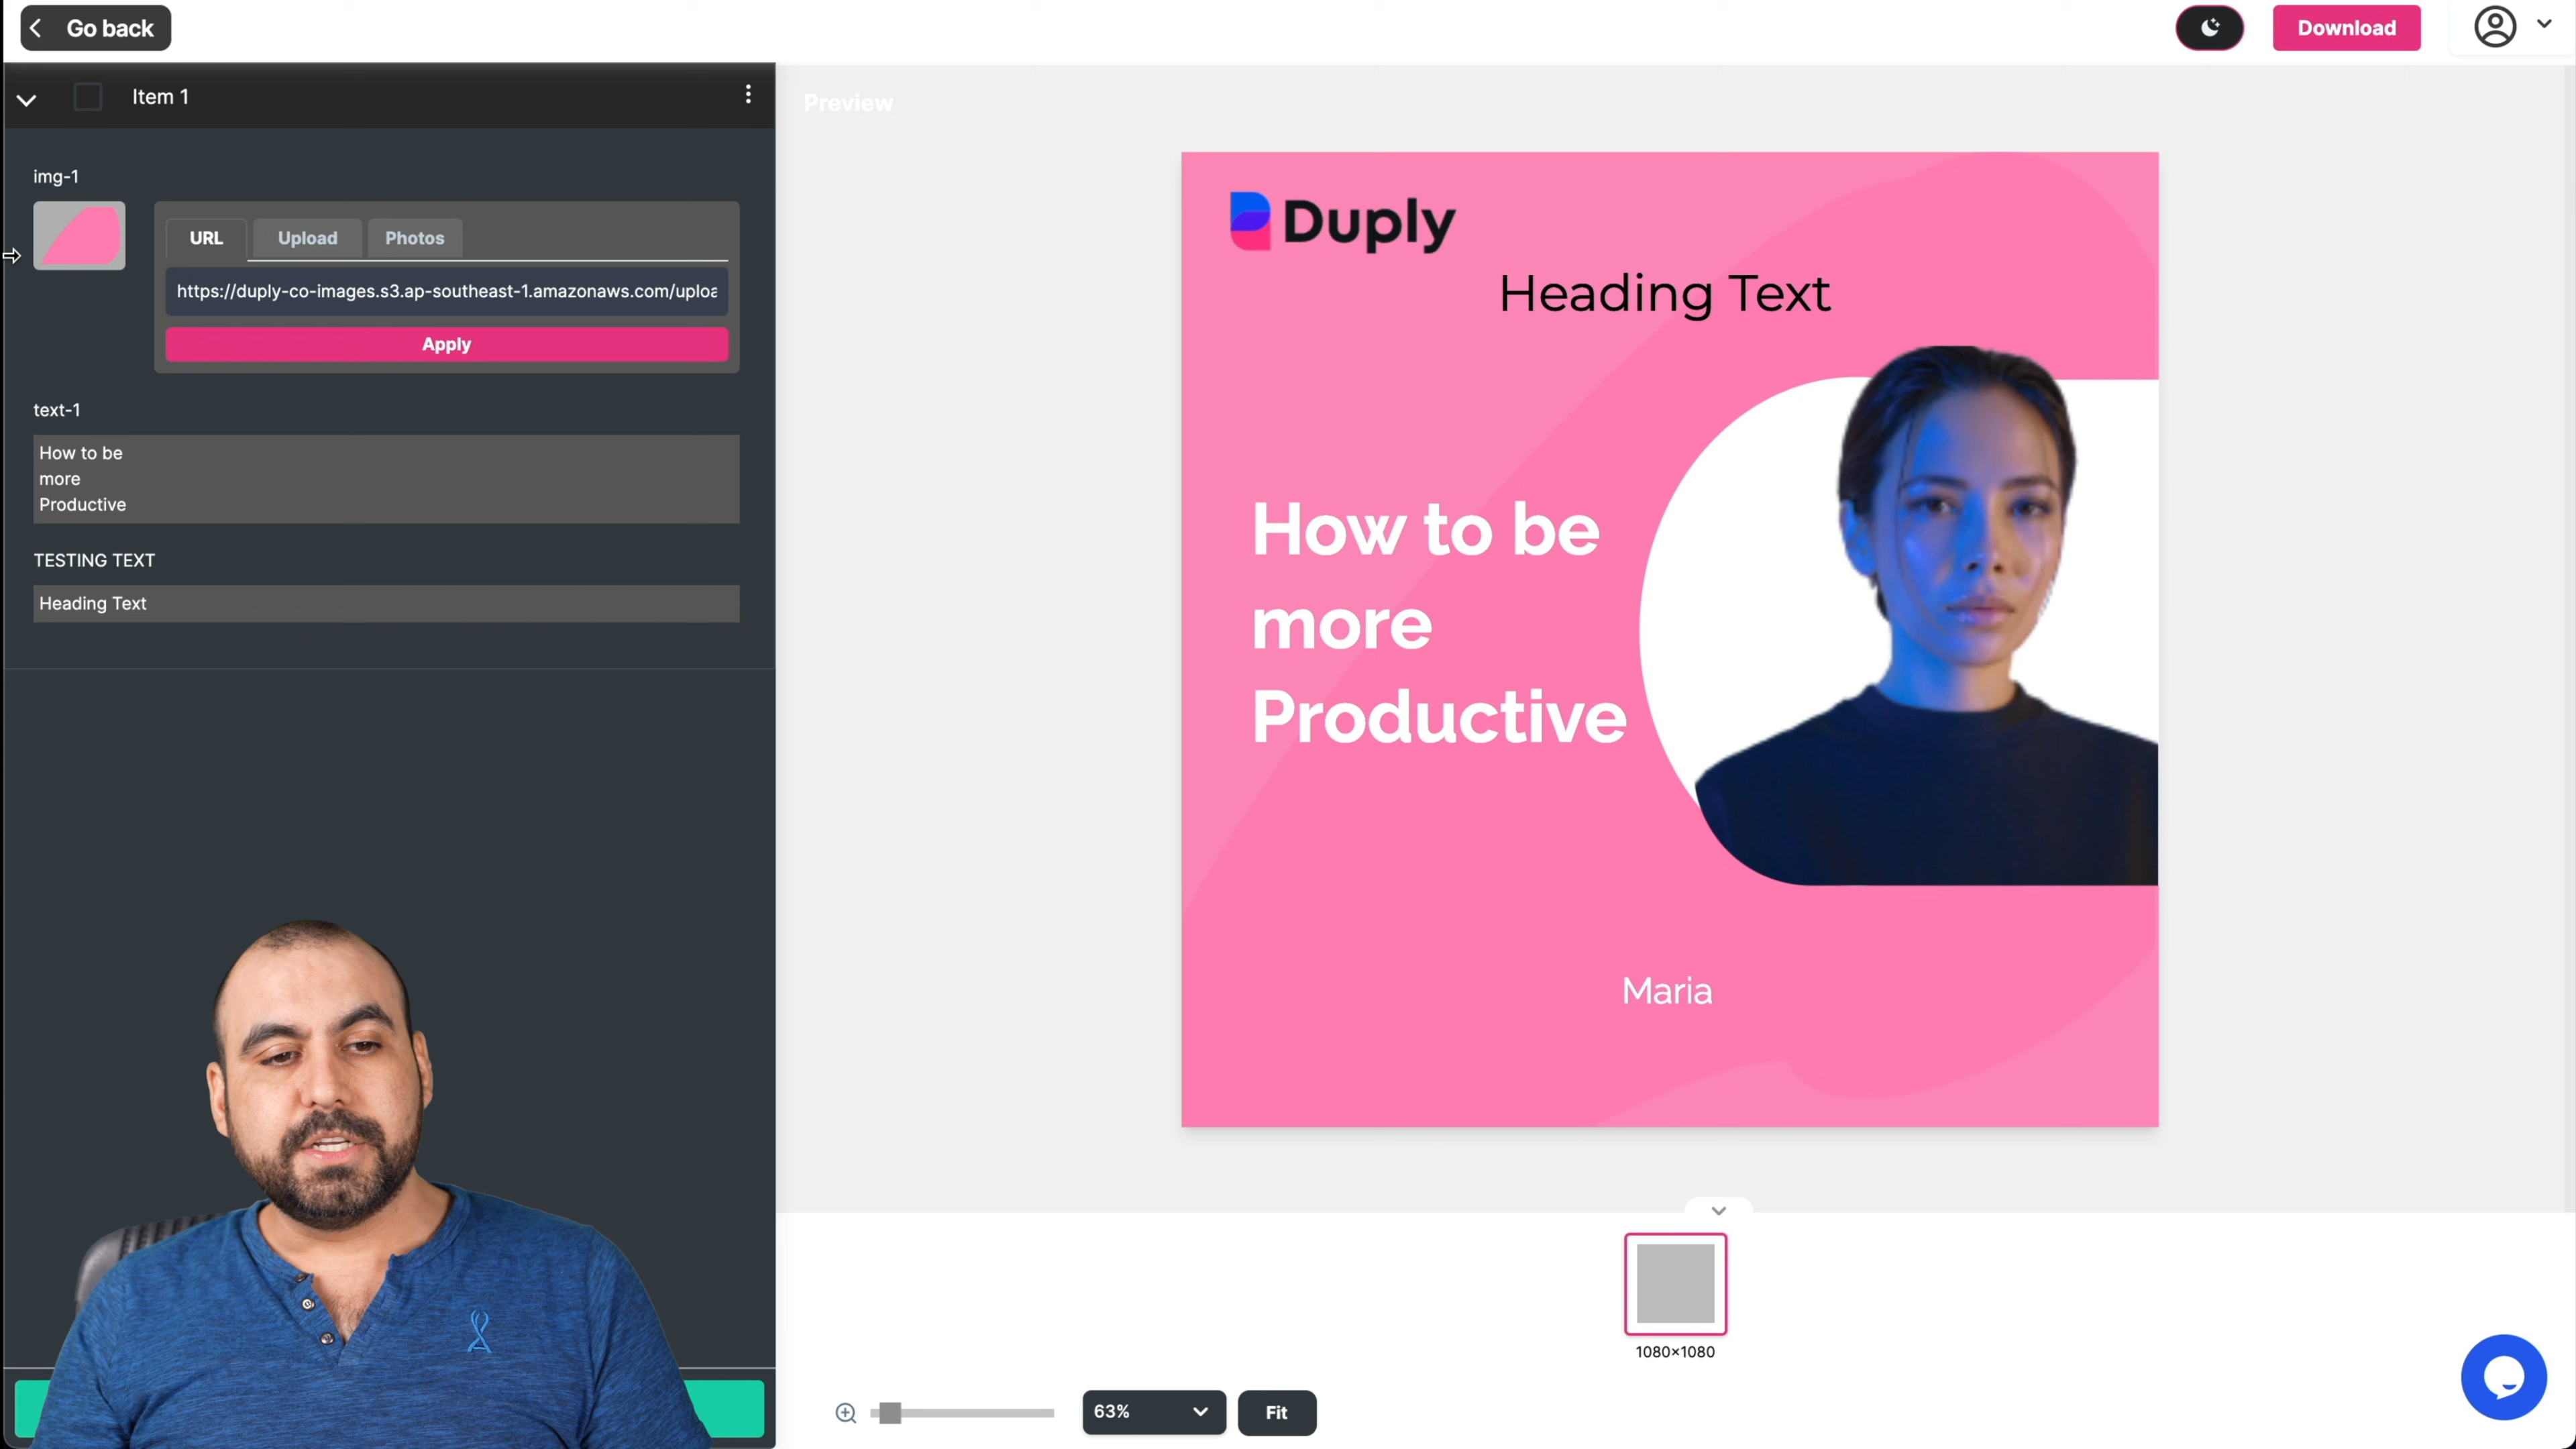 Go back
Download
Item 1
Preview
img-1
URL
Upload
Photos
https://duply-co-images.s3.ap-southeast-1.amazonaws.com/uploa
Apply
text-1
How to be
more
Productive
TESTING TEXT
Heading Text
Duply
Heading Text
How to be
more
Productive
Maria
1080×1080
63%
Fit